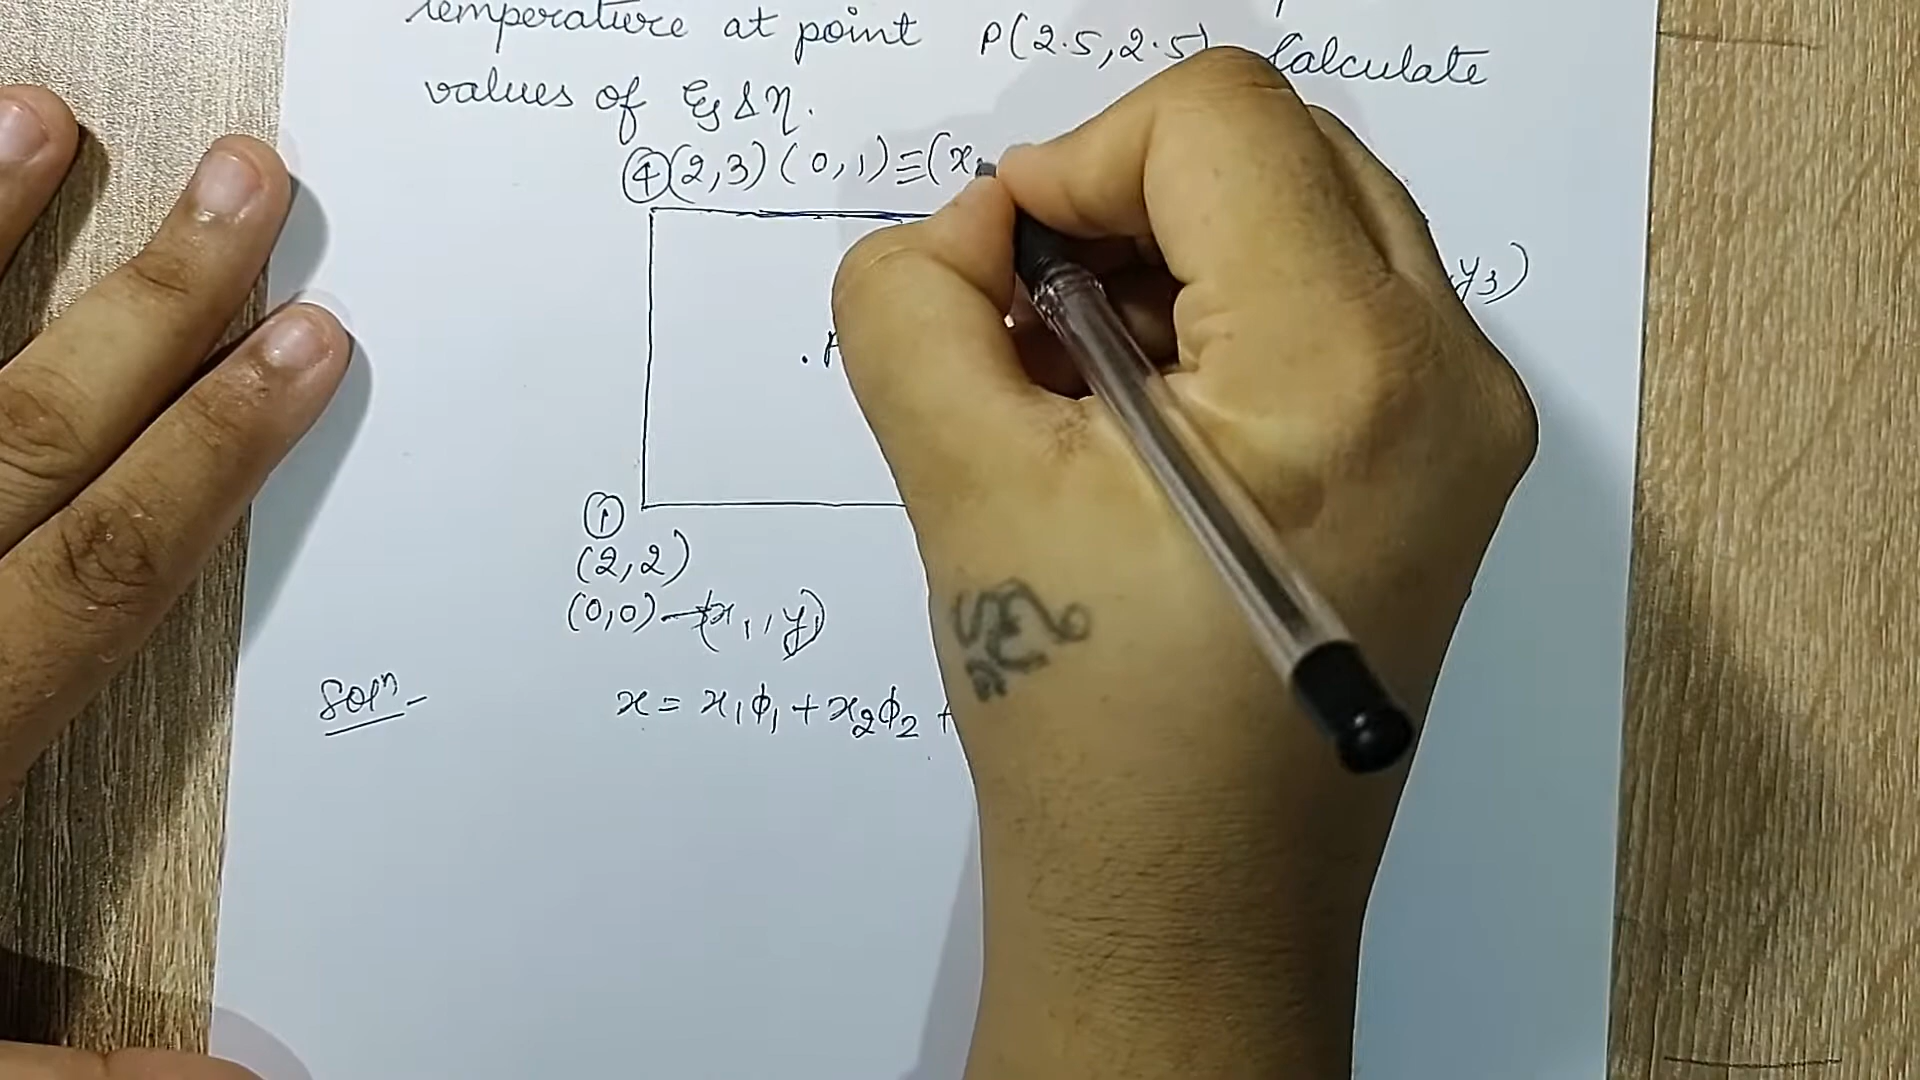 temperature at point P(2.5,2.5) Calculate
values of ξ & η.
④(2,3)(0,1)≡(x
,y₃)
.P
①
(2,2)
(0,0)→(x₁,y₁)
Solⁿ- x = x₁ϕ₁ + x₂ϕ₂ +